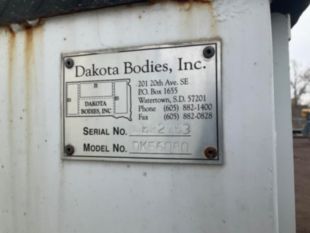 Dakota Bodies, Inc.
DAKOTA
BODIES, INC
201 20th Ave. SE
P.O. Box 1655
Watertown, S.D. 57201
Phone (605) 882-1400
Fax (605) 882-0828
SERIAL NO.
MODEL NO.